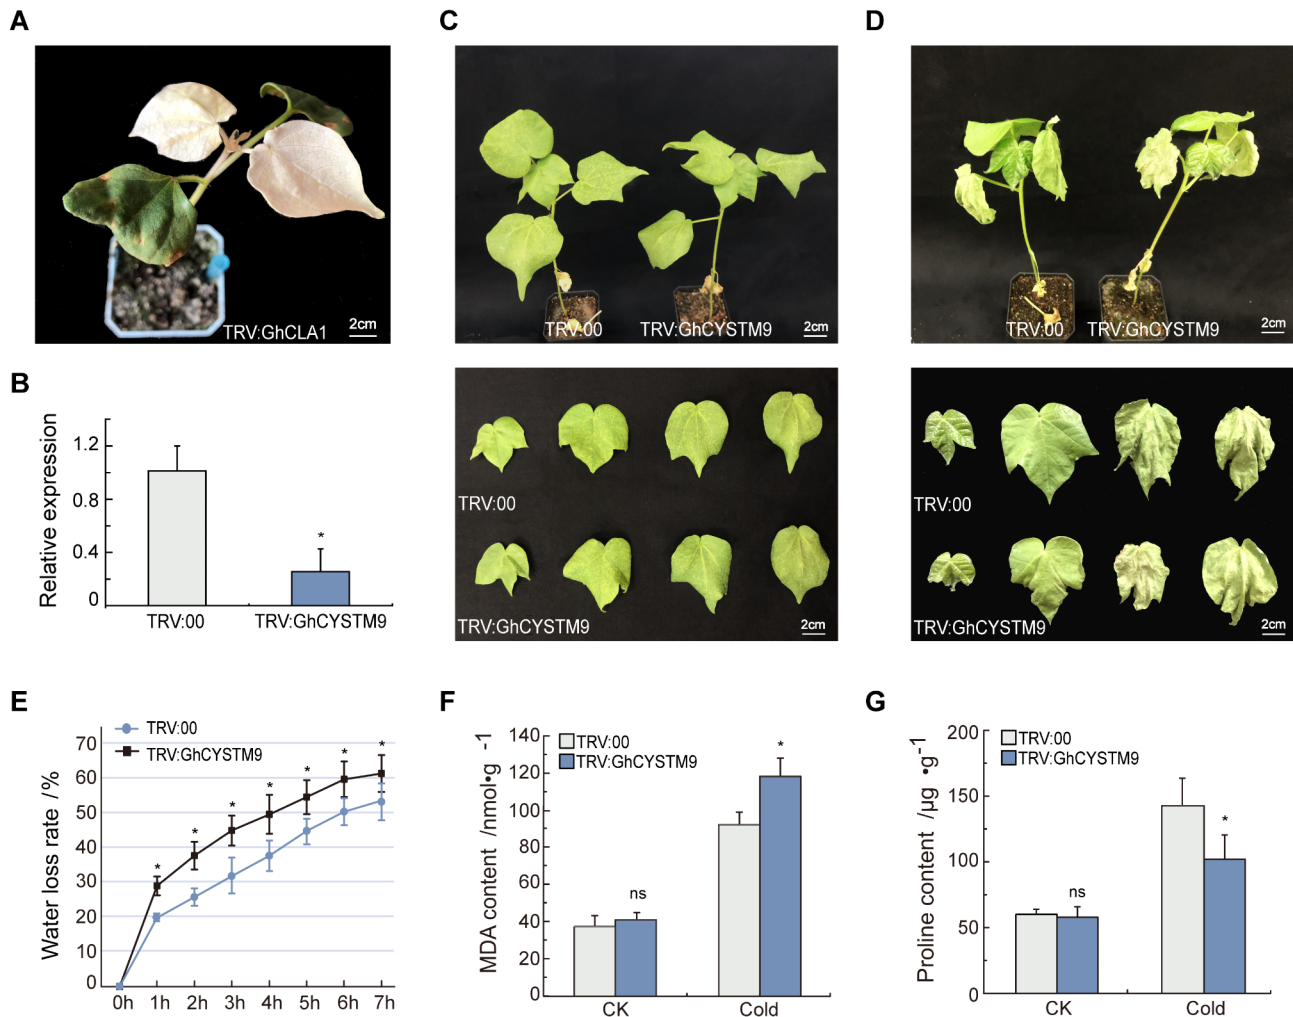 A
TRV:GhCLA1
2cm
B
Relative expression
1.2
0.8
0.4
0
*
TRV:00
TRV:GhCYSTM9
C
TRV:00
TRV:GhCYSTM9
2cm
TRV:00
TRV:GhCYSTM9
2cm
D
TRV:00
TRV:GhCYSTM9
2cm
TRV:00
TRV:GhCYSTM9
2cm
E
TRV:00
TRV:GhCYSTM9
Water loss rate /%
70
60
50
40
30
20
10
0
* * * * * * *
0h 1h 2h 3h 4h 5h 6h 7h
F
MDA content /nmol•g -1
TRV:00
TRV:GhCYSTM9
140
120
100
80
60
40
20
0
ns
*
CK
Cold
G
Proline content /µg •g-1
TRV:00
TRV:GhCYSTM9
200
150
100
50
0
ns
*
CK
Cold